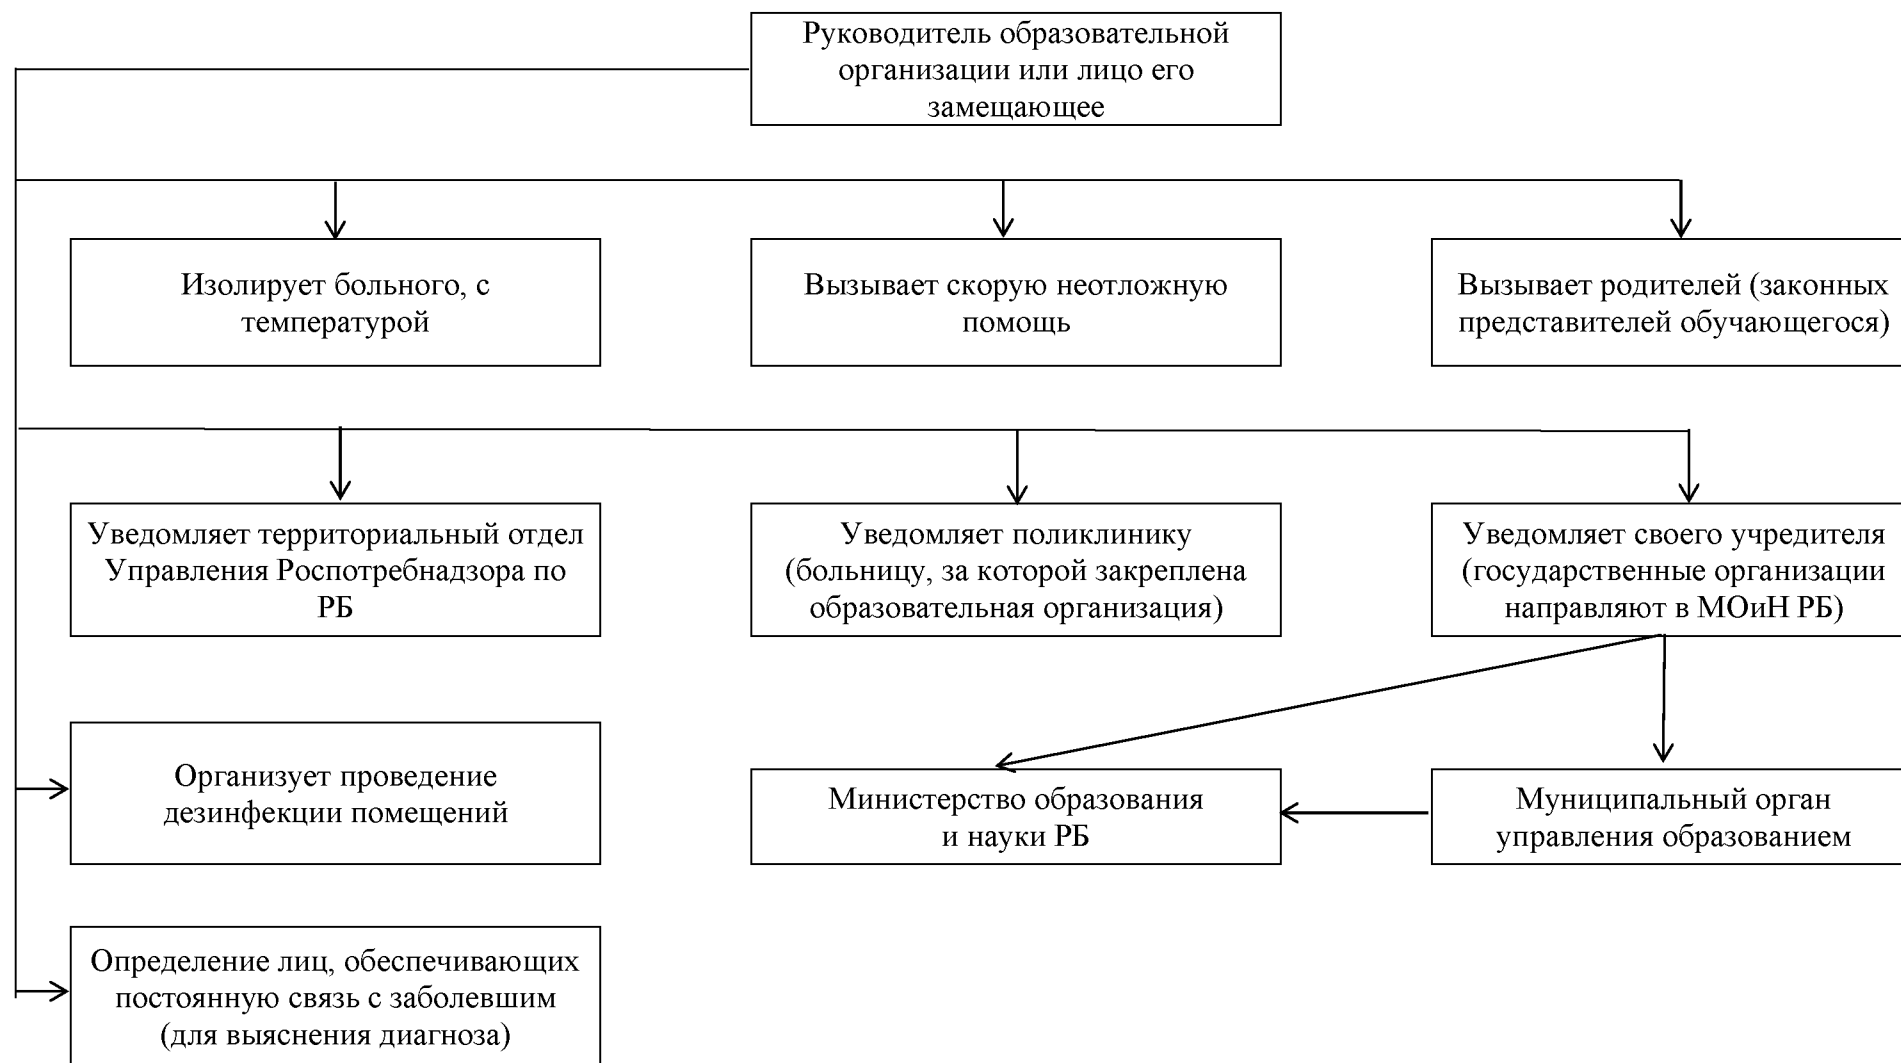 Руководитель образовательной
организации или лицо его
замещающее
Изолирует больного, с
температурой
Вызывает скорую неотложную
помощь
Вызывает родителей (законных
представителей обучающегося)
Уведомляет территориальный отдел
Управления Роспотребнадзора по
РБ
Уведомляет поликлинику
(больницу, за которой закреплена
образовательная организация)
Уведомляет своего учредителя
(государственные организации
направляют в МОиН РБ)
Организует проведение
дезинфекции помещений
Министерство образования
и науки РБ
Муниципальный орган
управления образованием
Определение лиц, обеспечивающих
постоянную связь с заболевшим
(для выяснения диагноза)